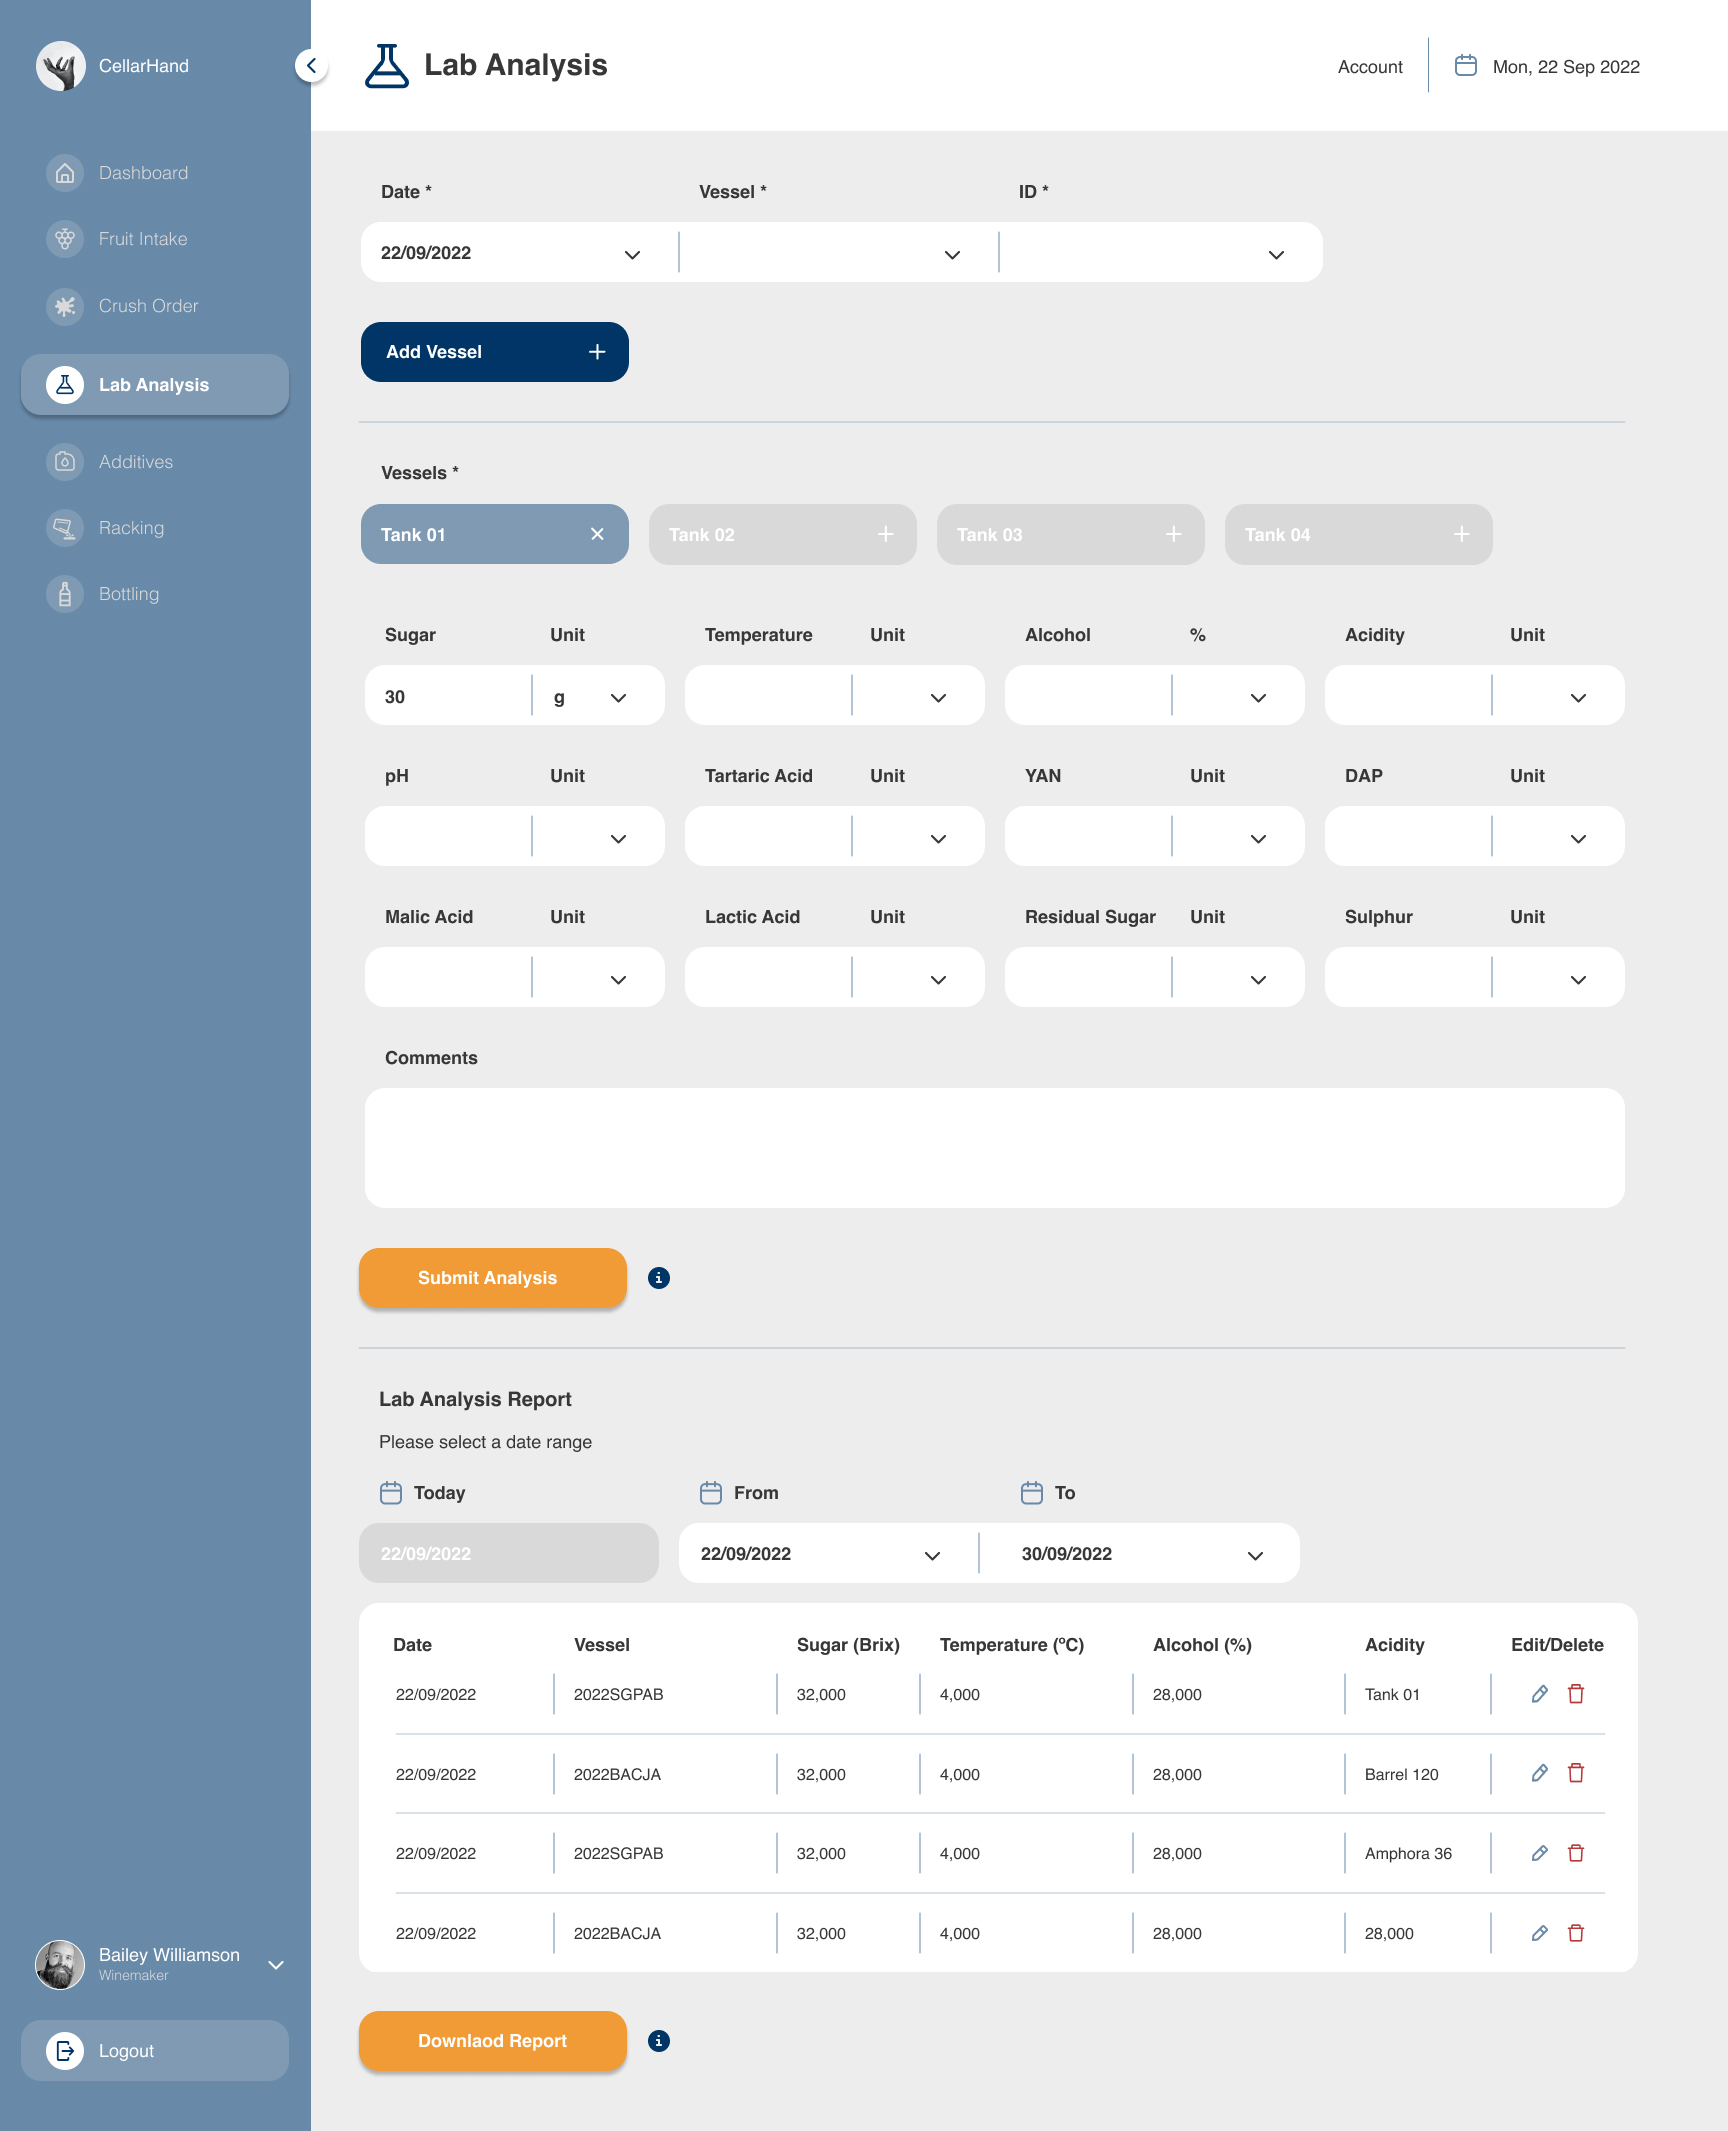 CellarHand
Dashboard
Fruit Intake
Crush Order
Lab Analysis
Additives
Racking
Bottling
Bailey Williamson
Winemaker
Logout
Lab Analysis
Account
Mon, 22 Sep 2022
Date * Vessel * ID *
22/09/2022
Add Vessel
Vessels *
Tank 01 Tank 02 Tank 03 Tank 04
Sugar Unit Temperature Unit Alcohol % Acidity Unit
30 g
pH Unit Tartaric Acid Unit YAN Unit DAP Unit
Malic Acid Unit Lactic Acid Unit Residual Sugar Unit Sulphur Unit
Comments
Submit Analysis
Lab Analysis Report
Please select a date range
Today From To
22/09/2022 22/09/2022 30/09/2022
Date Vessel Sugar (Brix) Temperature (ºC) Alcohol (%) Acidity Edit/Delete
22/09/2022 2022SGPAB 32,000 4,000 28,000 Tank 01
22/09/2022 2022BACJA 32,000 4,000 28,000 Barrel 120
22/09/2022 2022SGPAB 32,000 4,000 28,000 Amphora 36
22/09/2022 2022BACJA 32,000 4,000 28,000 28,000
Downlaod Report